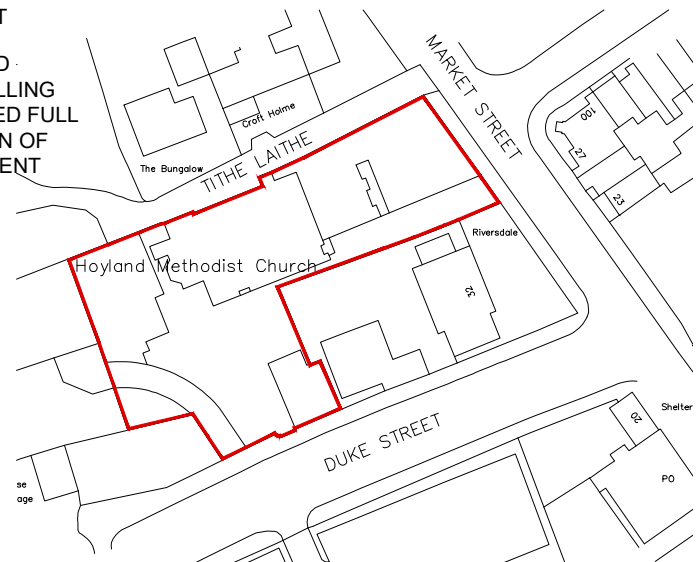 LLING
ED FULL
N OF
ENT
MARKET STREET
Croft Holme
The Bungalow
TITHE LAITHE
100
27
23
Riversdale
Hoyland Methodist Church
32
DUKE STREET
20
Shelter
PO
se
age